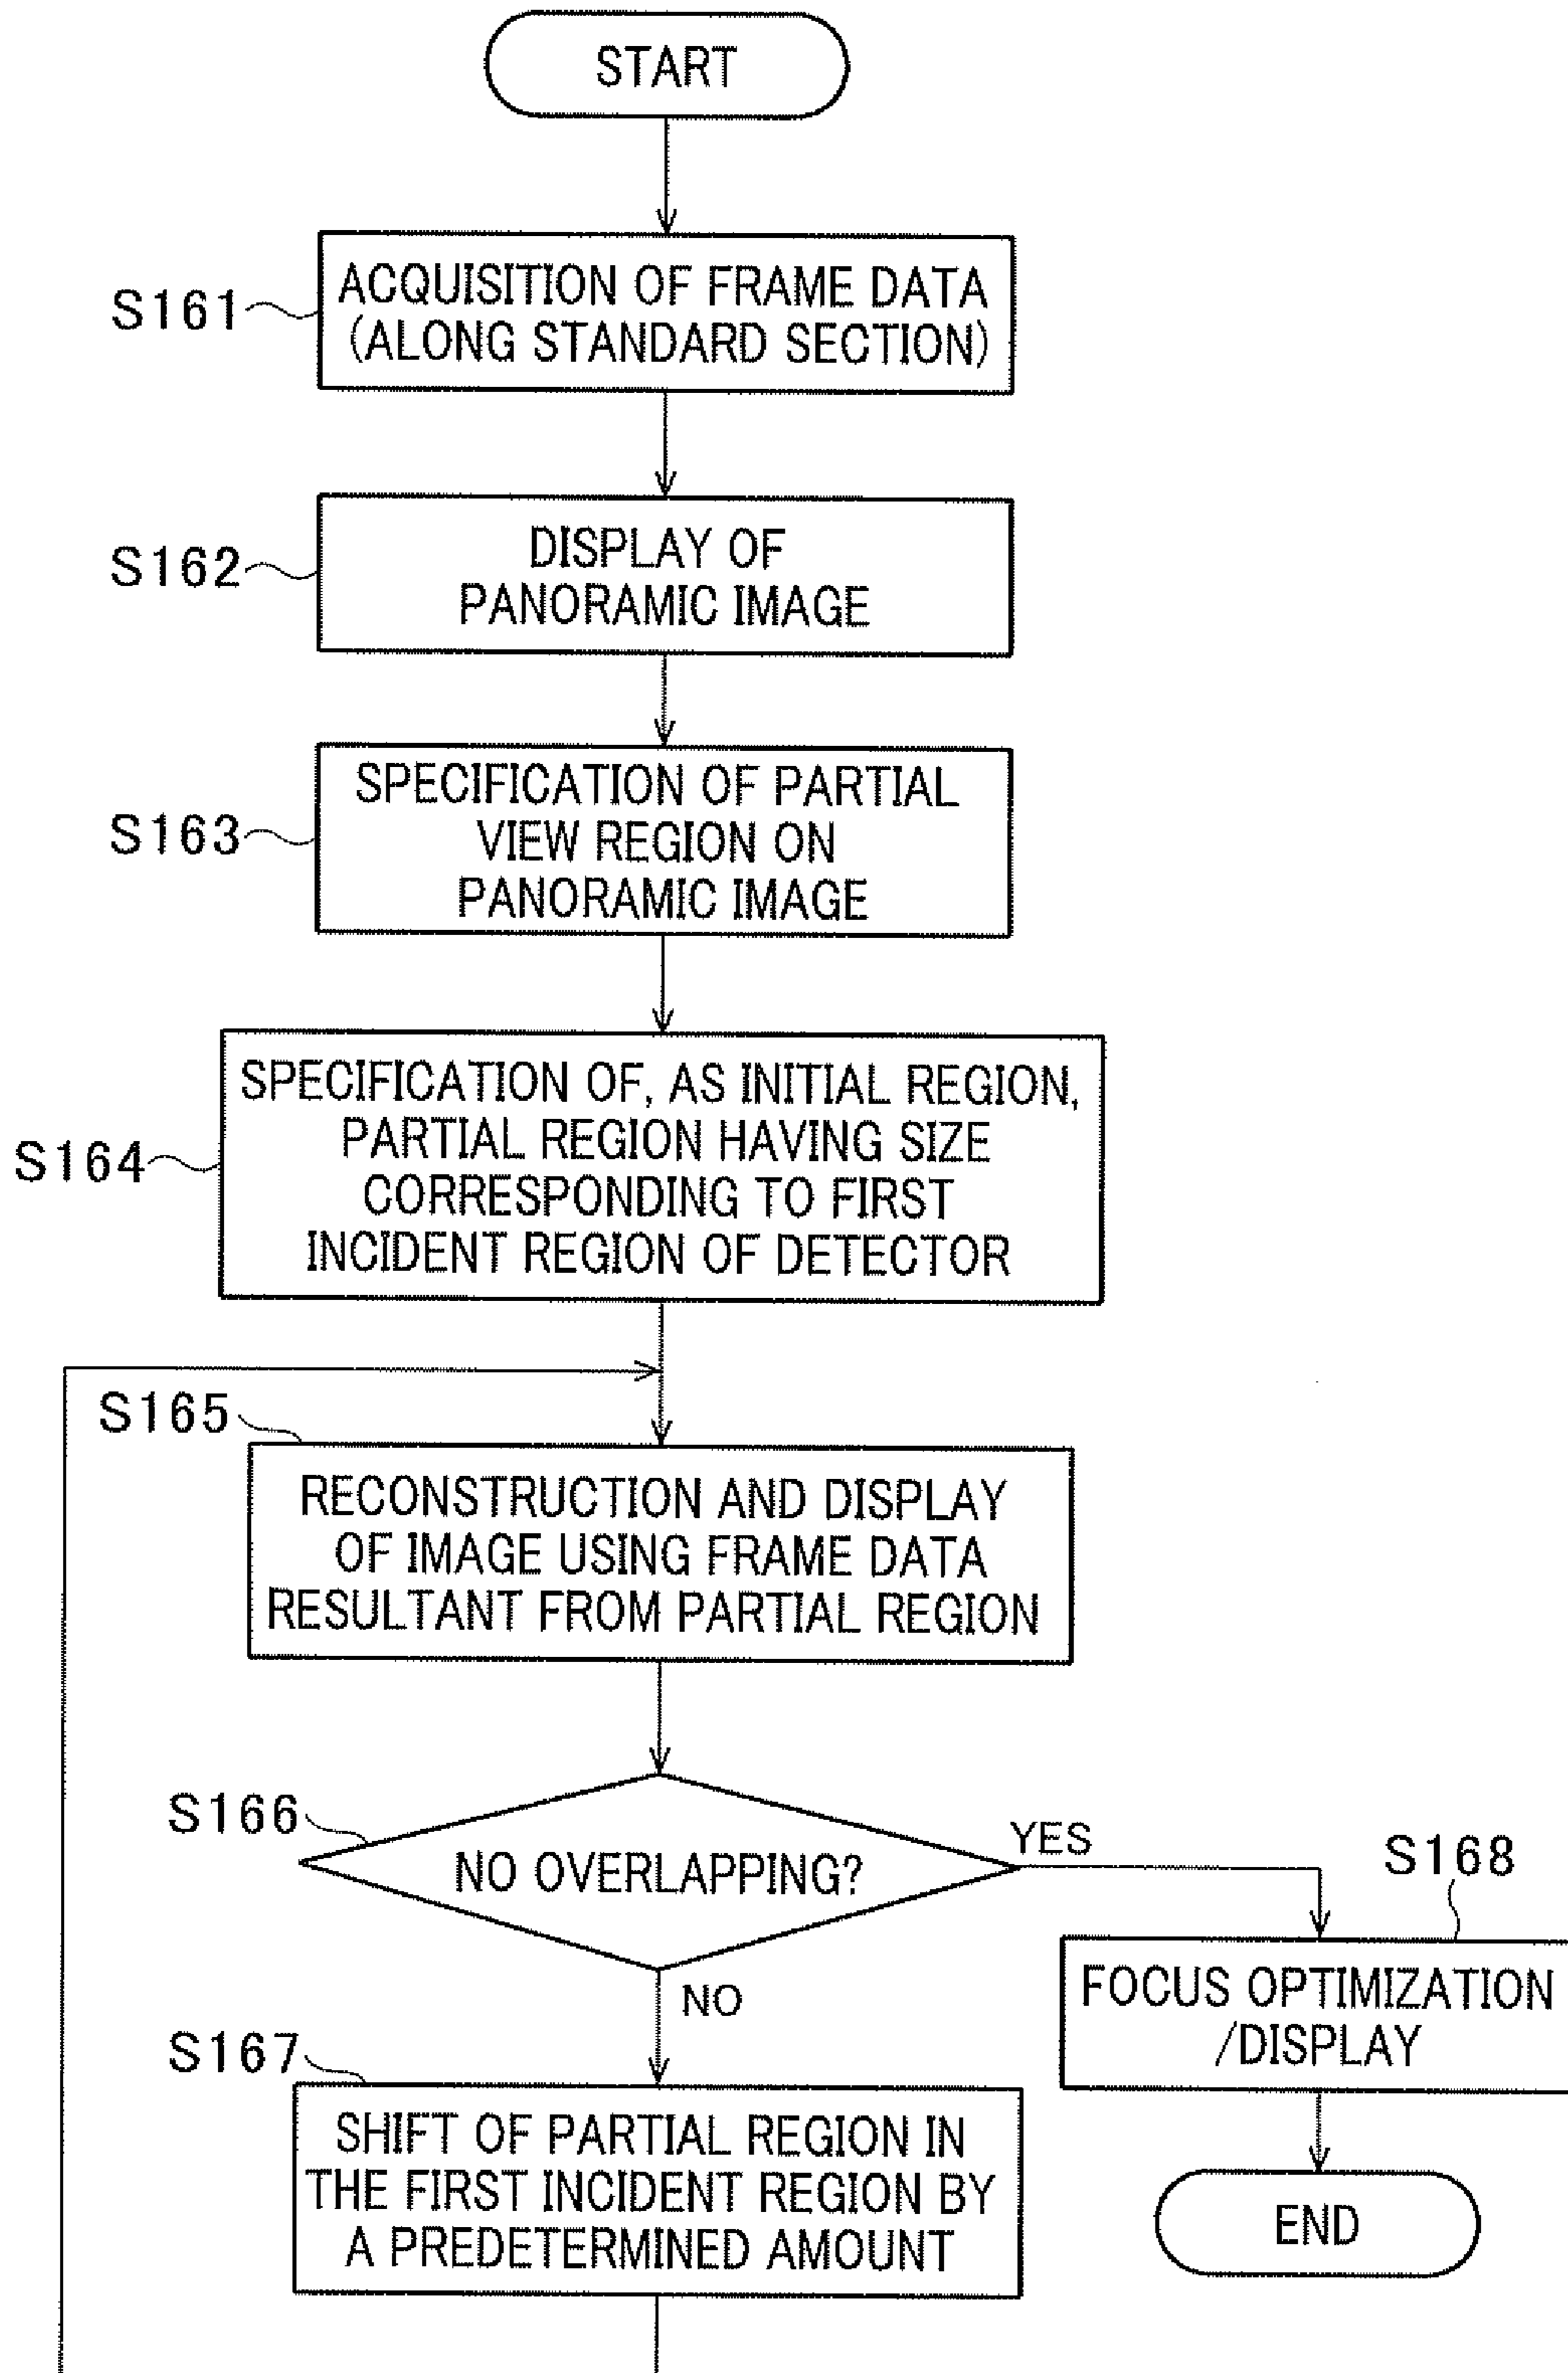 START
S161
ACQUISITION OF FRAME DATA
(ALONG STANDARD SECTION)
S162
DISPLAY OF
PANORAMIC IMAGE
S163
SPECIFICATION OF PARTIAL
VIEW REGION ON
PANORAMIC IMAGE
S164
SPECIFICATION OF, AS INITIAL REGION,
PARTIAL REGION HAVING SIZE
CORRESPONDING TO FIRST
INCIDENT REGION OF DETECTOR
S165
RECONSTRUCTION AND DISPLAY
OF IMAGE USING FRAME DATA
RESULTANT FROM PARTIAL REGION
S166
NO OVERLAPPING?
YES
NO
S168
FOCUS OPTIMIZATION
/DISPLAY
S167
SHIFT OF PARTIAL REGION IN
THE FIRST INCIDENT REGION BY
A PREDETERMINED AMOUNT
END